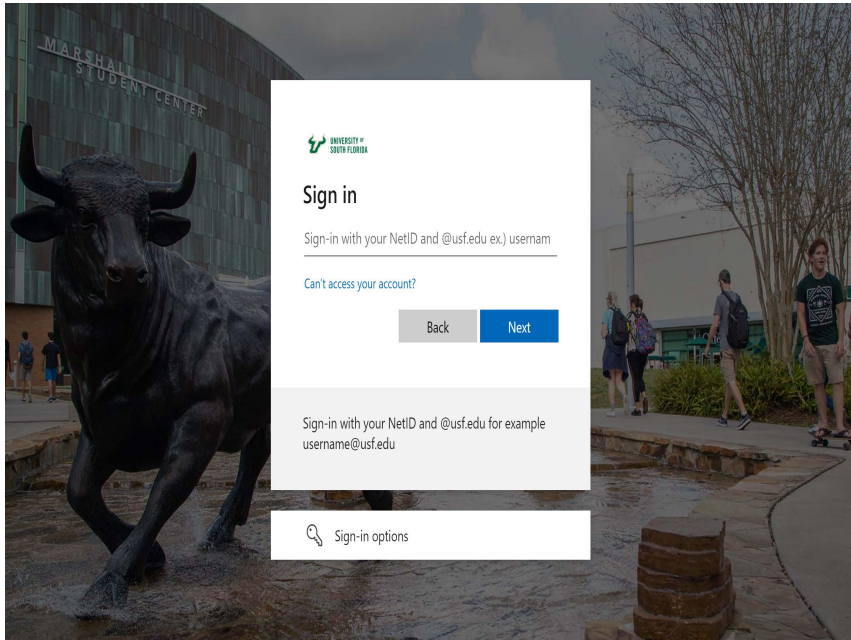 MARSHALL
STUDENT CENTER
UNIVERSITY OF
SOUTH FLORIDA
Sign in
Sign-in with your NetID and @usf.edu ex.) usernam
Can't access your account?
Back
Next
Sign-in with your NetID and @usf.edu for example
username@usf.edu
Sign-in options